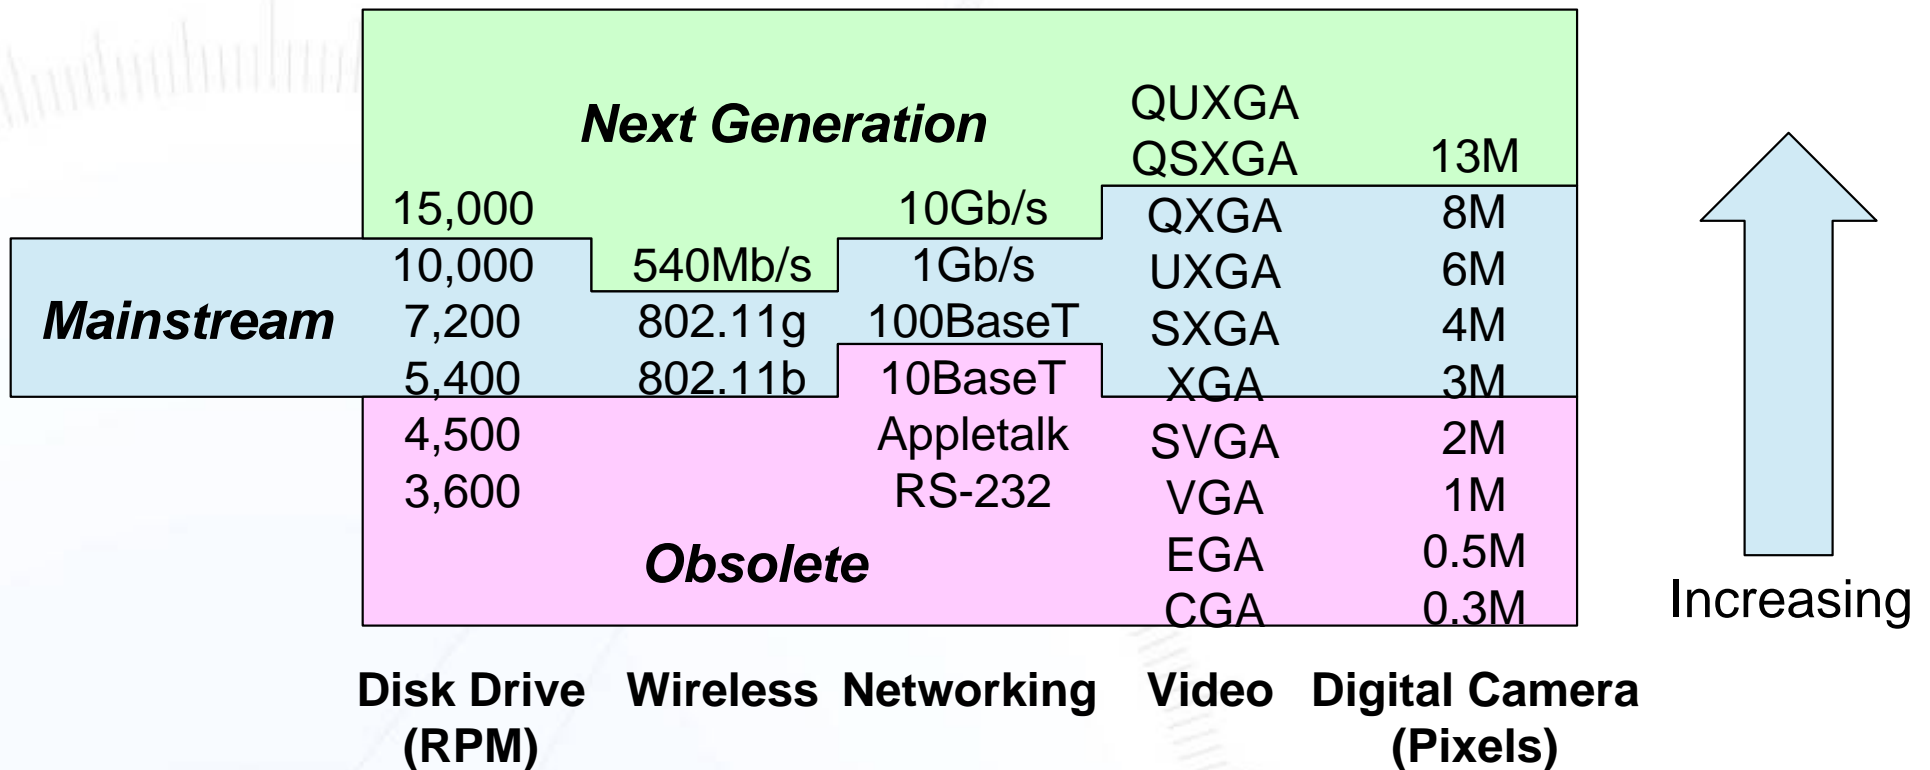 Next Generation
QUXGA
QSXGA 13M
15,000 10Gb/s QXGA 8M
10,000 540Mb/s 1Gb/s UXGA 6M
Mainstream 7,200 802.11g 100BaseT SXGA 4M
5,400 802.11b 10BaseT XGA 3M
4,500 Appletalk SVGA 2M
3,600 RS-232 VGA 1M
Obsolete EGA 0.5M
CGA 0.3M
Increasing
Disk Drive Wireless Networking Video Digital Camera
(RPM) (Pixels)